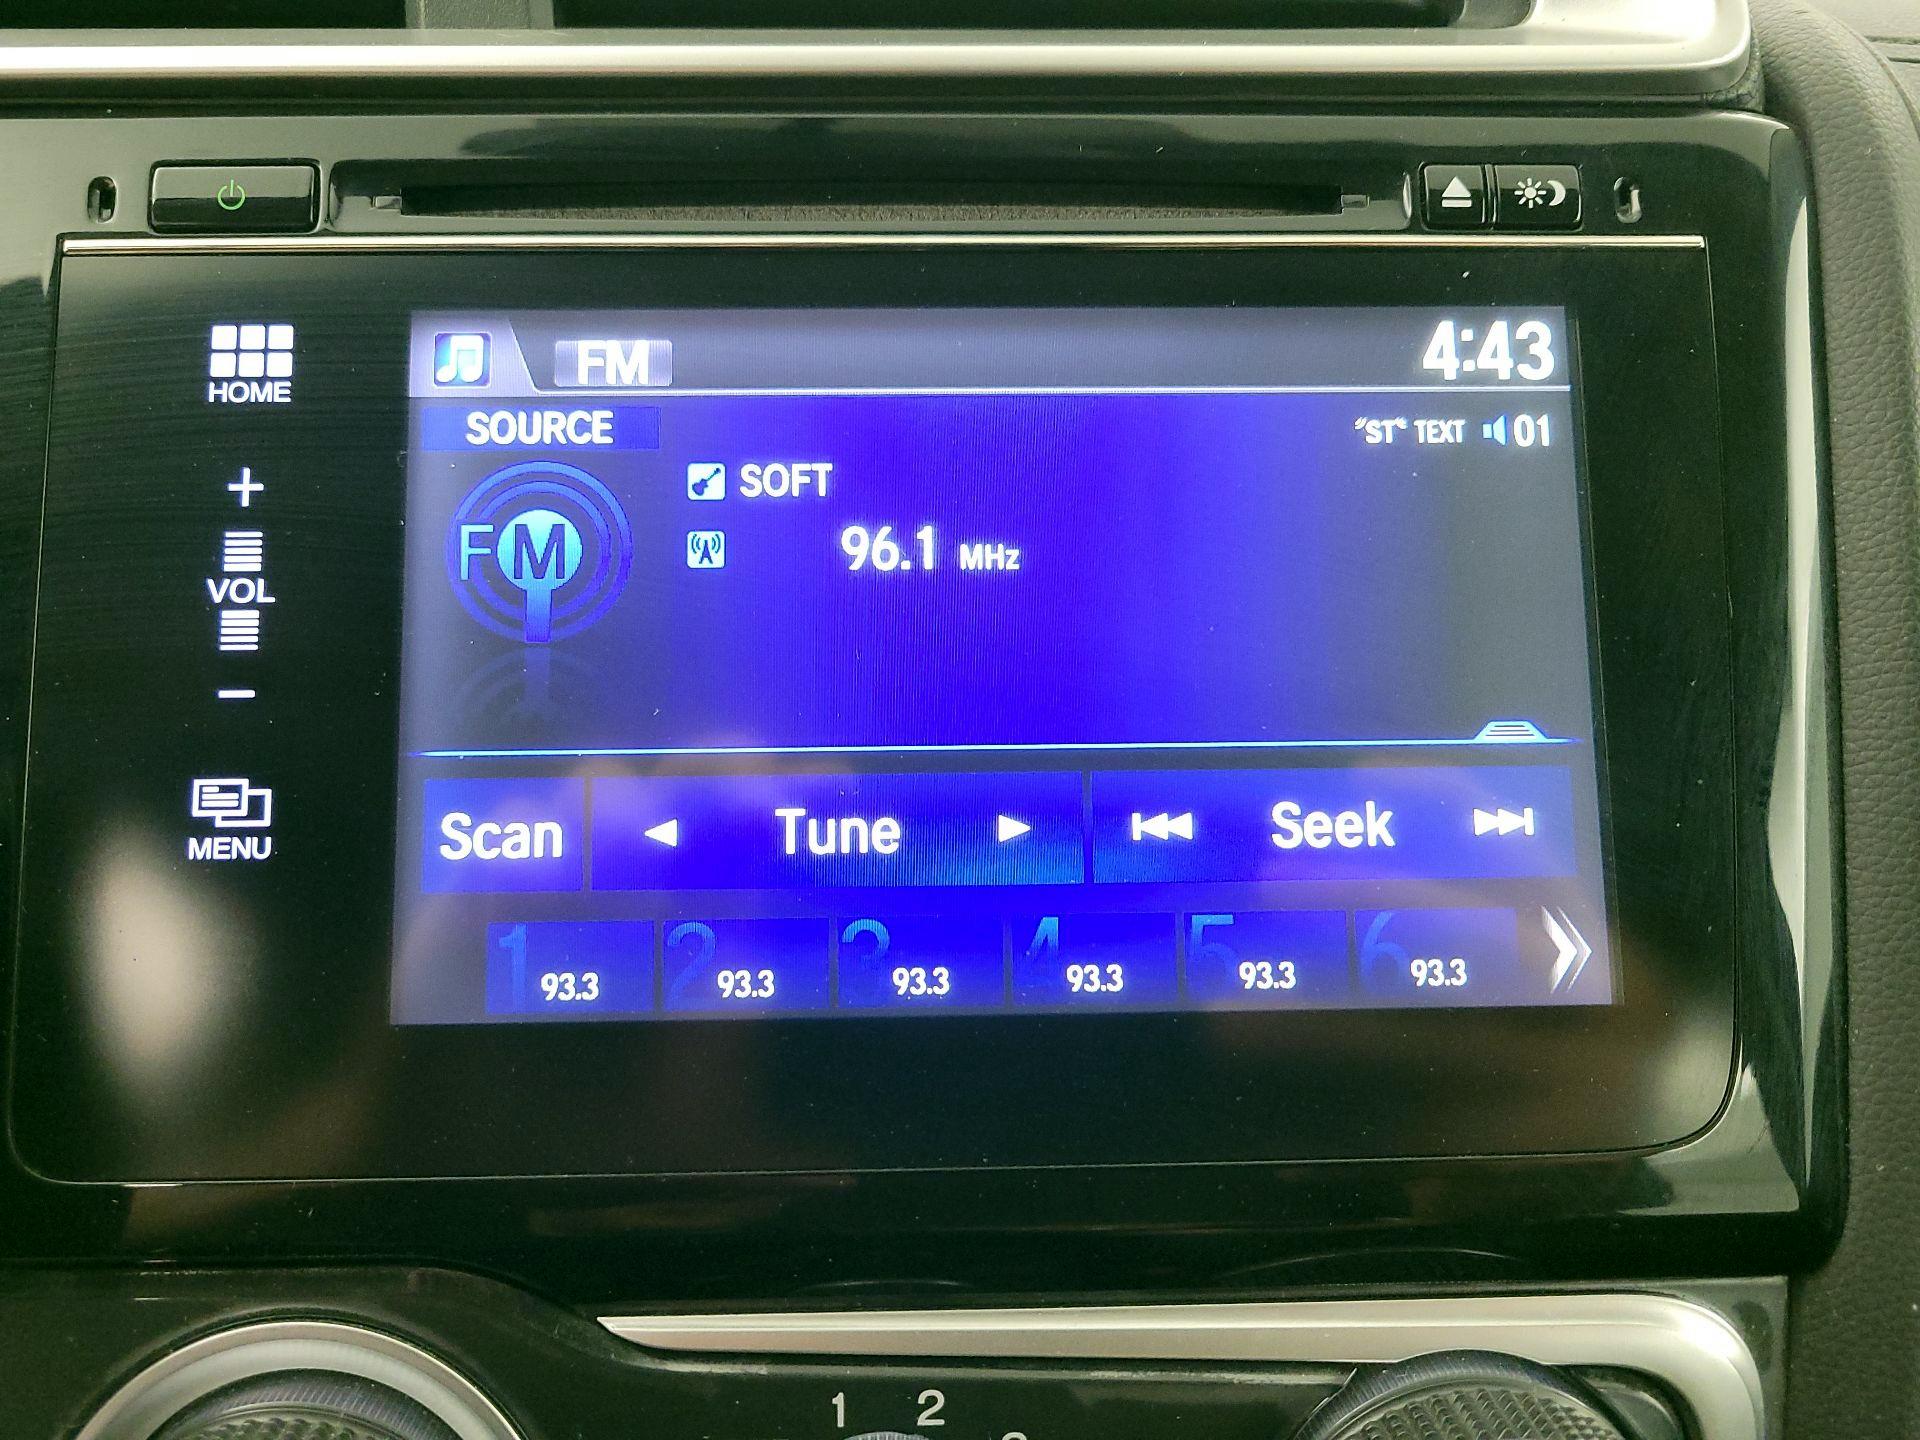 FM 4:43
HOME
SOURCE "ST" TEXT 01
SOFT
FM
96.1 MHz
VOL
MENU
Scan Tune Seek
1 93.3 2 93.3 3 93.3 4 93.3 5 93.3 6 93.3
1 2